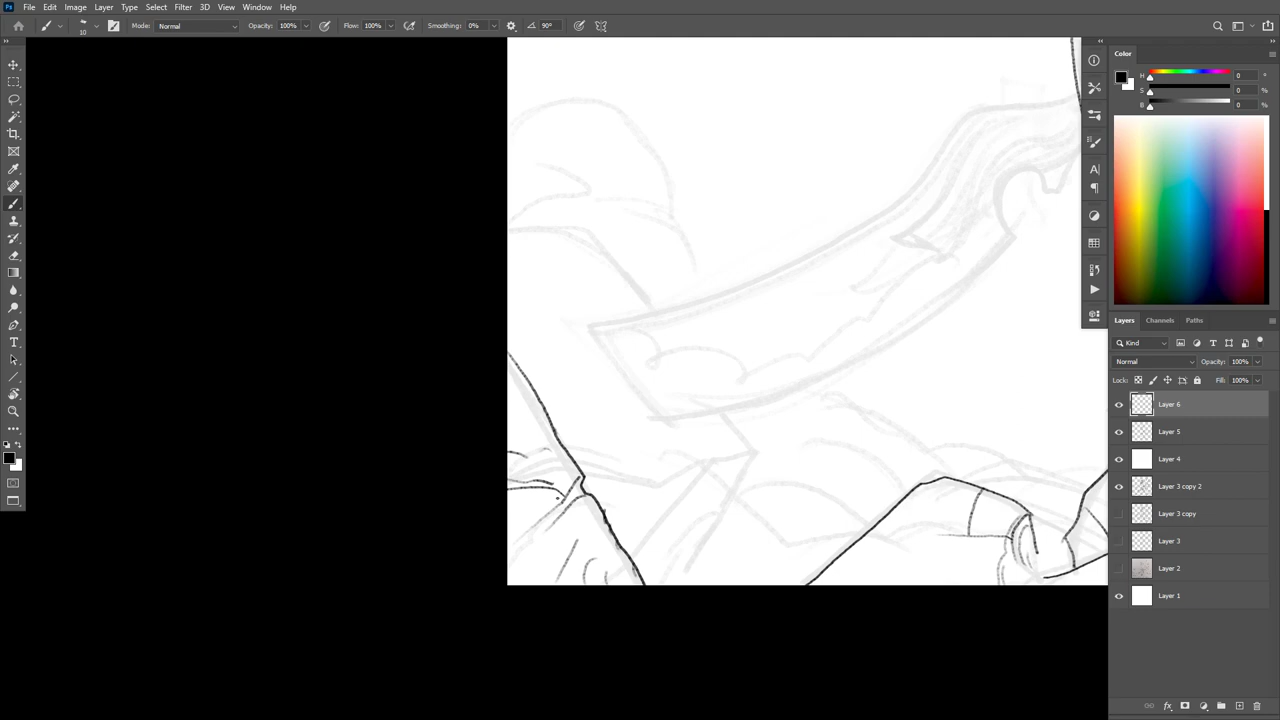 Ps File Edit Image Layer Type Select Filter 3D View Window Help
10 Mode: Normal Opacity: 100% Flow: 100% Smoothing: 0% 90°
Color
H 0 °
S 0 %
B 0 %
Layers Channels Paths
Kind
Normal Opacity: 100%
Lock: Fill: 100%
Layer 6
Layer 5
Layer 4
Layer 3 copy 2
Layer 3 copy
Layer 3
Layer 2
Layer 1